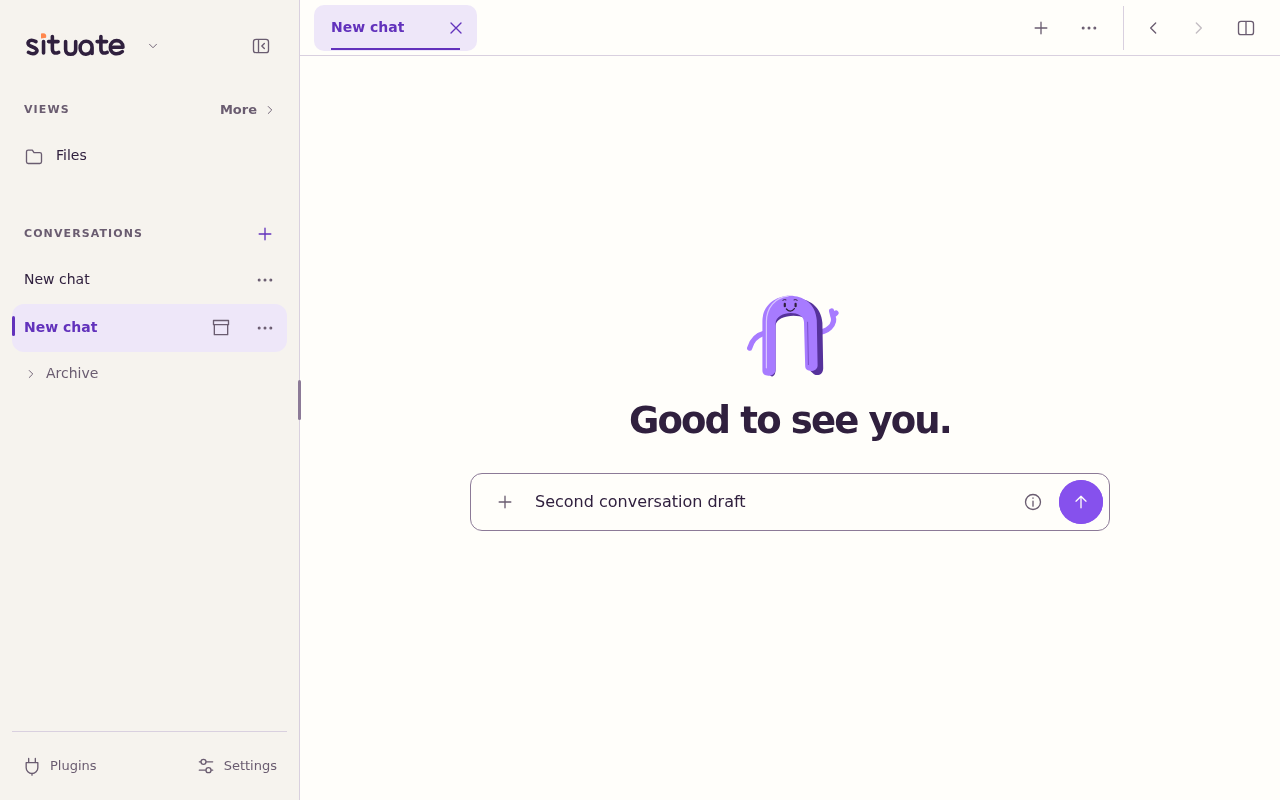 situate
VIEWS
More
Files
CONVERSATIONS
New chat
New chat
Archive
Plugins
Settings
New chat
Good to see you.
Second conversation draft